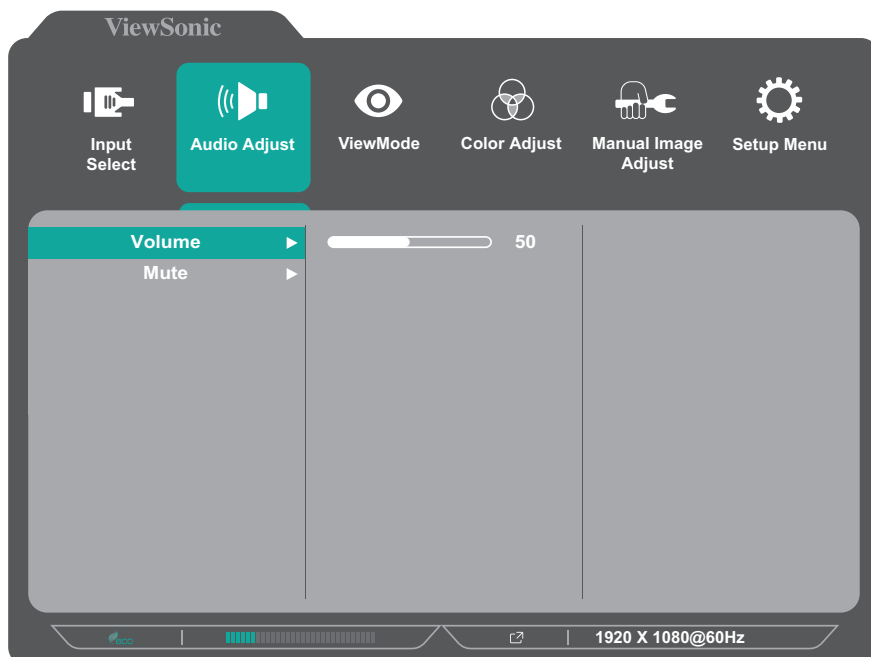 ViewSonic
Input
Select
Audio Adjust
ViewMode
Color Adjust
Manual Image
Adjust
Setup Menu
Volume
50
Mute
eco
1920 X 1080@60Hz